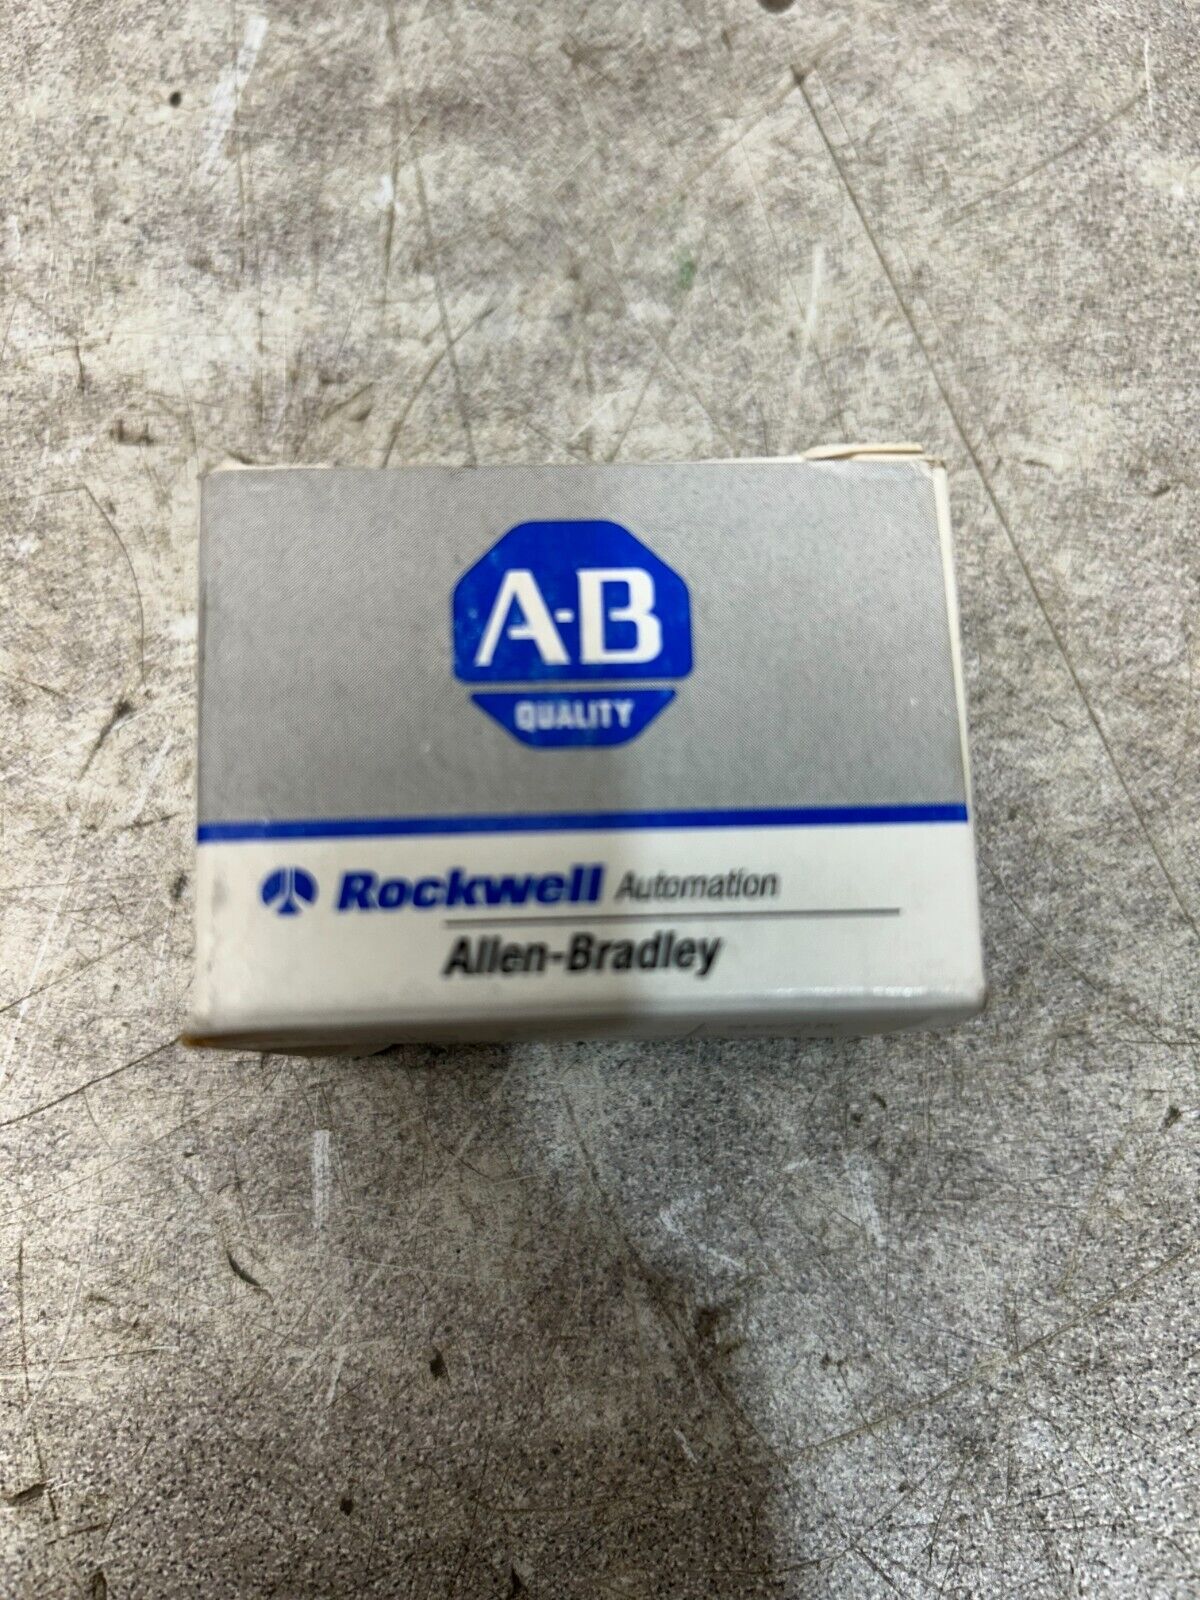 A-B
QUALITY
Rockwell Automation
Allen-Bradley